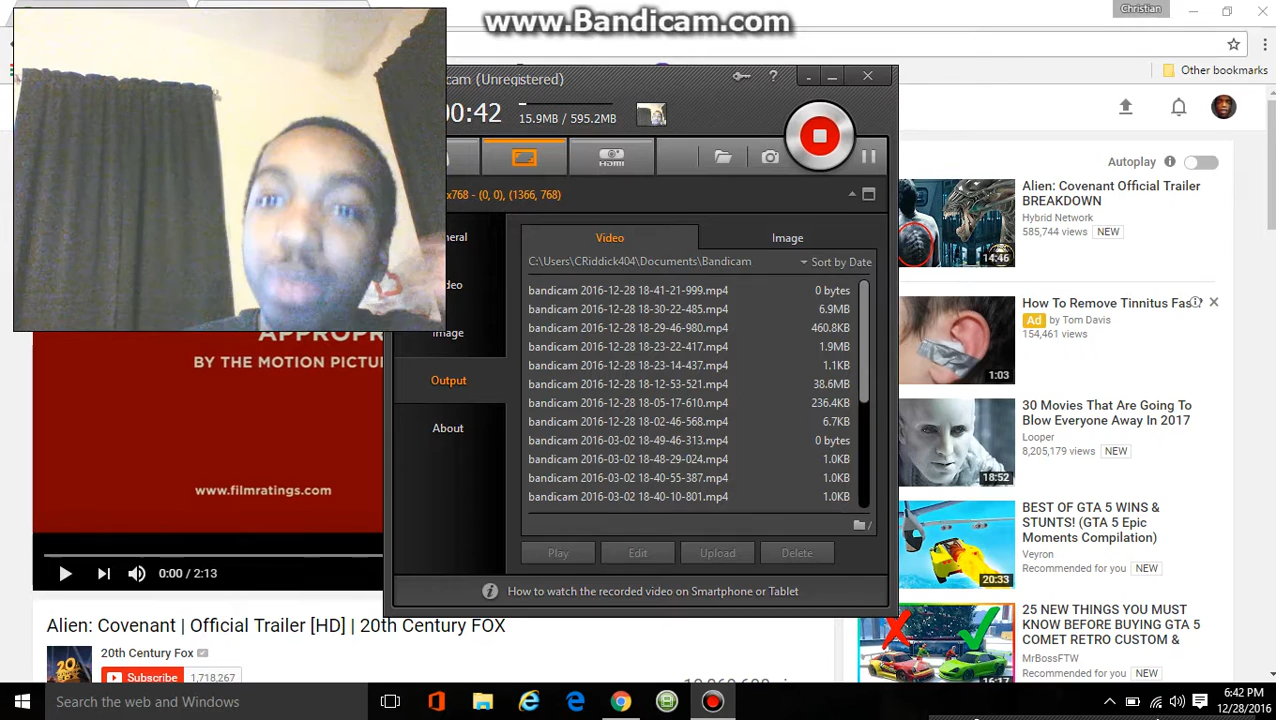 www.Bandicam.com
Christian
Other bookmarks
cam (Unregistered)
00:42
15.9MB / 595.2MB
HDMI
x768 - (0, 0), (1366, 768)
Video
Image
C:\Users\CRiddick404\Documents\Bandicam
Sort by Date
bandicam 2016-12-28 18-41-21-999.mp4 0 bytes
bandicam 2016-12-28 18-30-22-485.mp4 6.9MB
bandicam 2016-12-28 18-29-46-980.mp4 460.8KB
bandicam 2016-12-28 18-23-22-417.mp4 1.9MB
bandicam 2016-12-28 18-23-14-437.mp4 1.1KB
bandicam 2016-12-28 18-12-53-521.mp4 38.6MB
bandicam 2016-12-28 18-05-17-610.mp4 236.4KB
bandicam 2016-12-28 18-02-46-568.mp4 6.7KB
bandicam 2016-03-02 18-49-46-313.mp4 0 bytes
bandicam 2016-03-02 18-48-29-024.mp4 1.0KB
bandicam 2016-03-02 18-40-55-387.mp4 1.0KB
bandicam 2016-03-02 18-40-10-801.mp4 1.0KB
neral
deo
Image
Output
About
Play
Edit
Upload
Delete
How to watch the recorded video on Smartphone or Tablet
APPROPR
BY THE MOTION PICTUR
www.filmratings.com
0:00 / 2:13
Alien: Covenant | Official Trailer [HD] | 20th Century FOX
20th Century Fox
Subscribe
1,718,267
Autoplay
Alien: Covenant Official Trailer
BREAKDOWN
Hybrid Network
585,744 views NEW
14:46
How To Remove Tinnitus Fast?
Ad by Tom Davis
154,461 views
1:03
30 Movies That Are Going To
Blow Everyone Away In 2017
Looper
8,205,179 views NEW
18:52
BEST OF GTA 5 WINS &
STUNTS! (GTA 5 Epic
Moments Compilation)
Veyron
Recommended for you NEW
20:33
25 NEW THINGS YOU MUST
KNOW BEFORE BUYING GTA 5
COMET RETRO CUSTOM &
MrBossFTW
Recommended for you NEW
16:17
Search the web and Windows
6:42 PM
12/28/2016